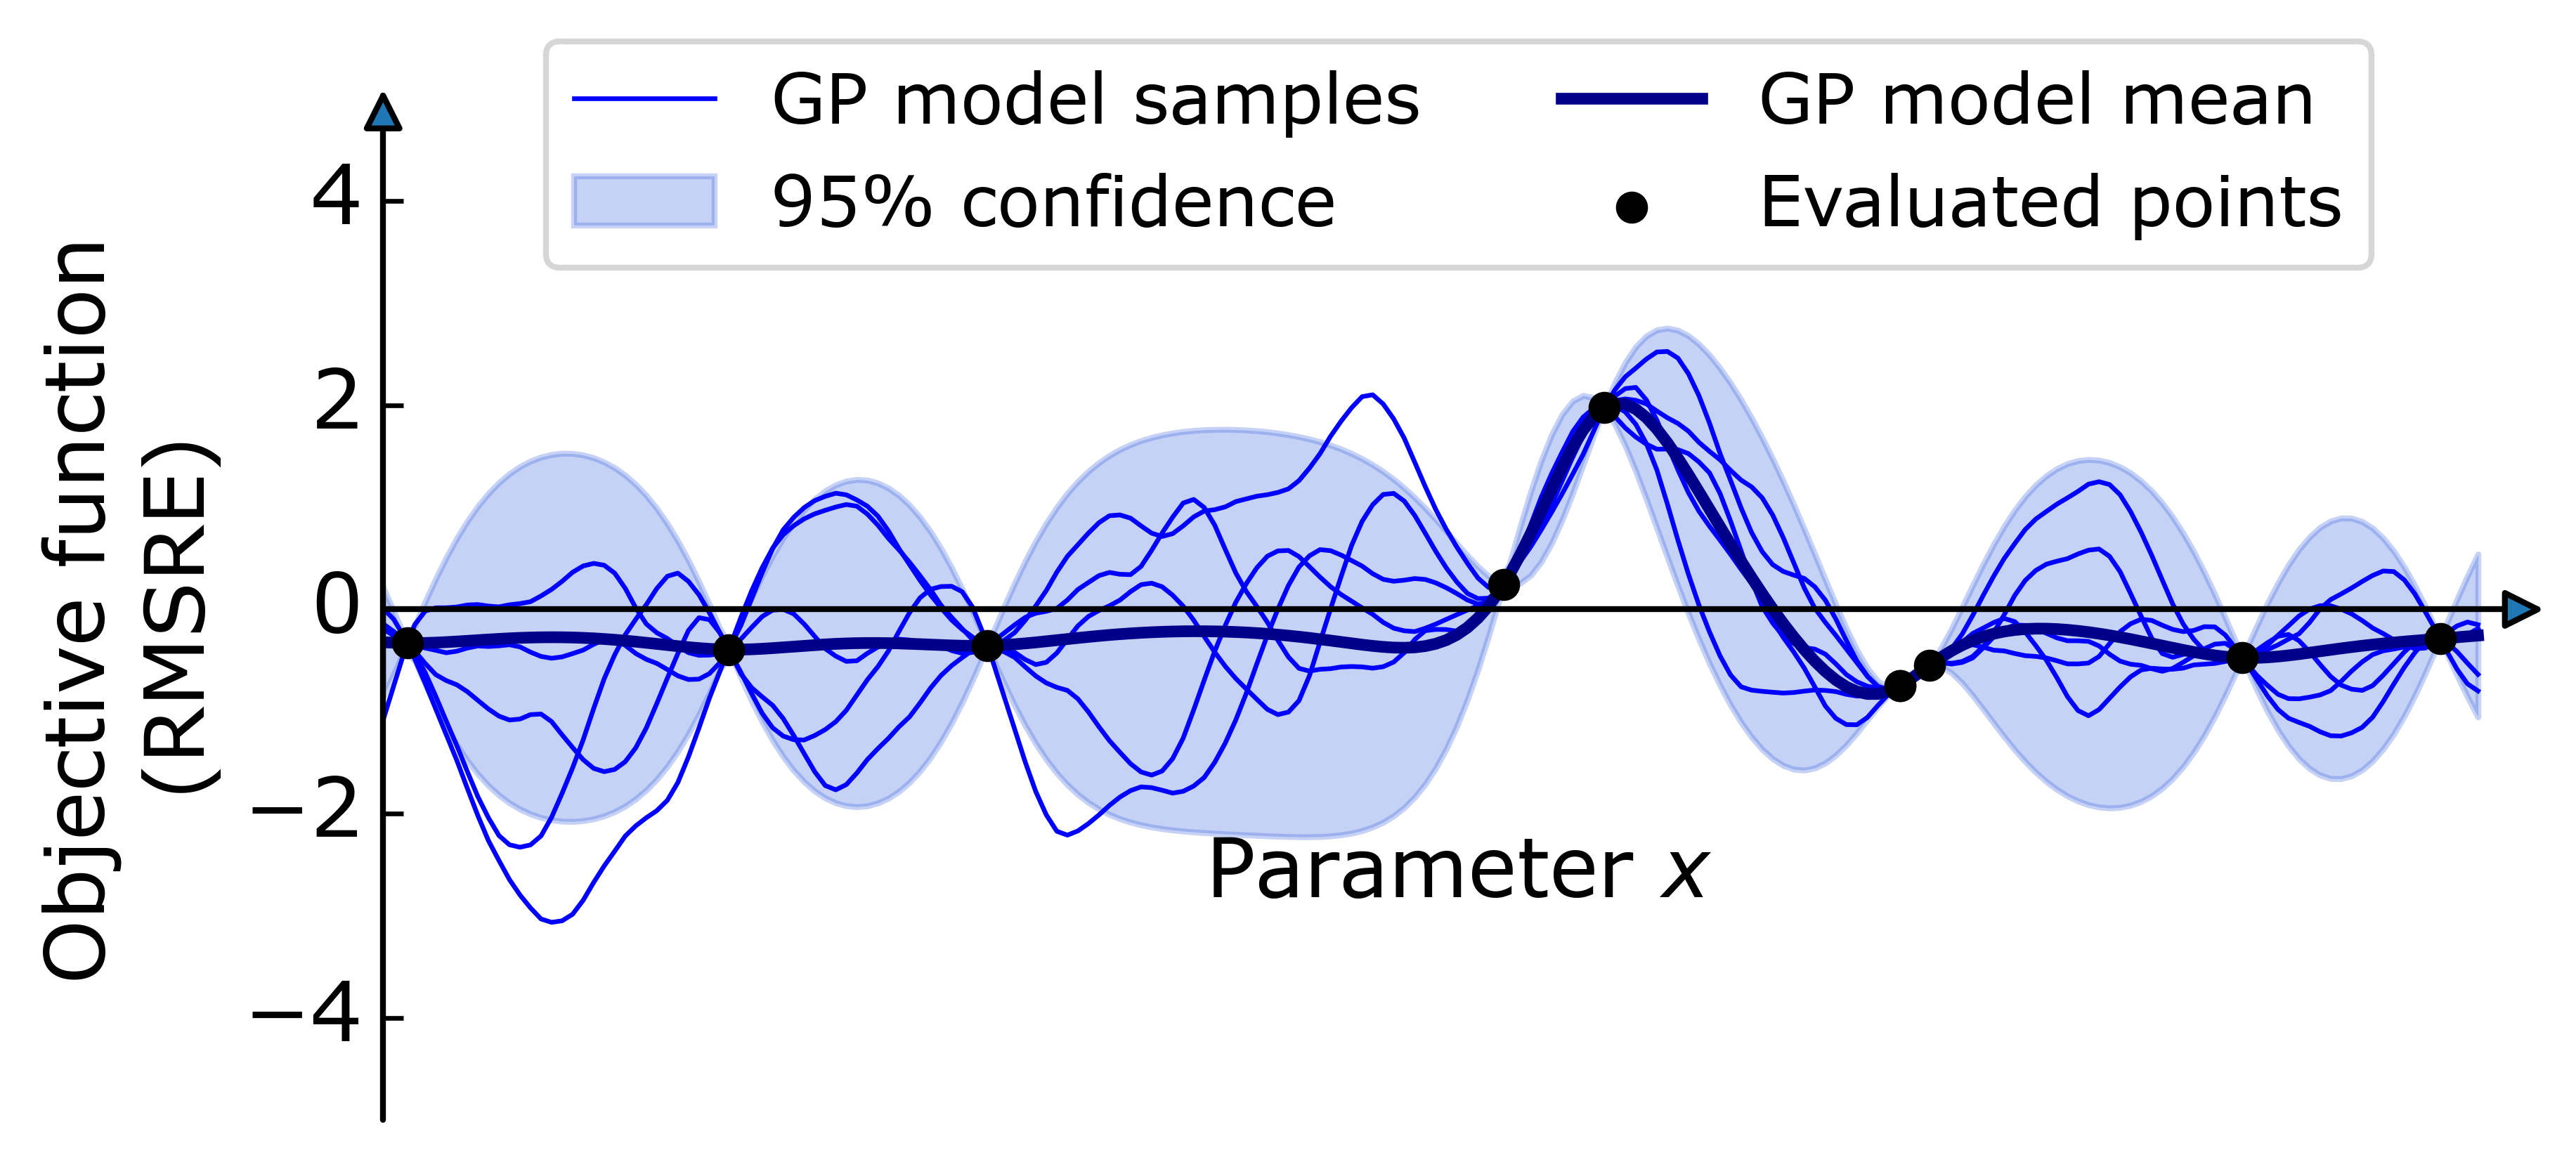 GP model samples
GP model mean
95% confidence
Evaluated points
Objective function
(RMSRE)
4
2
0
−2
−4
Parameter x